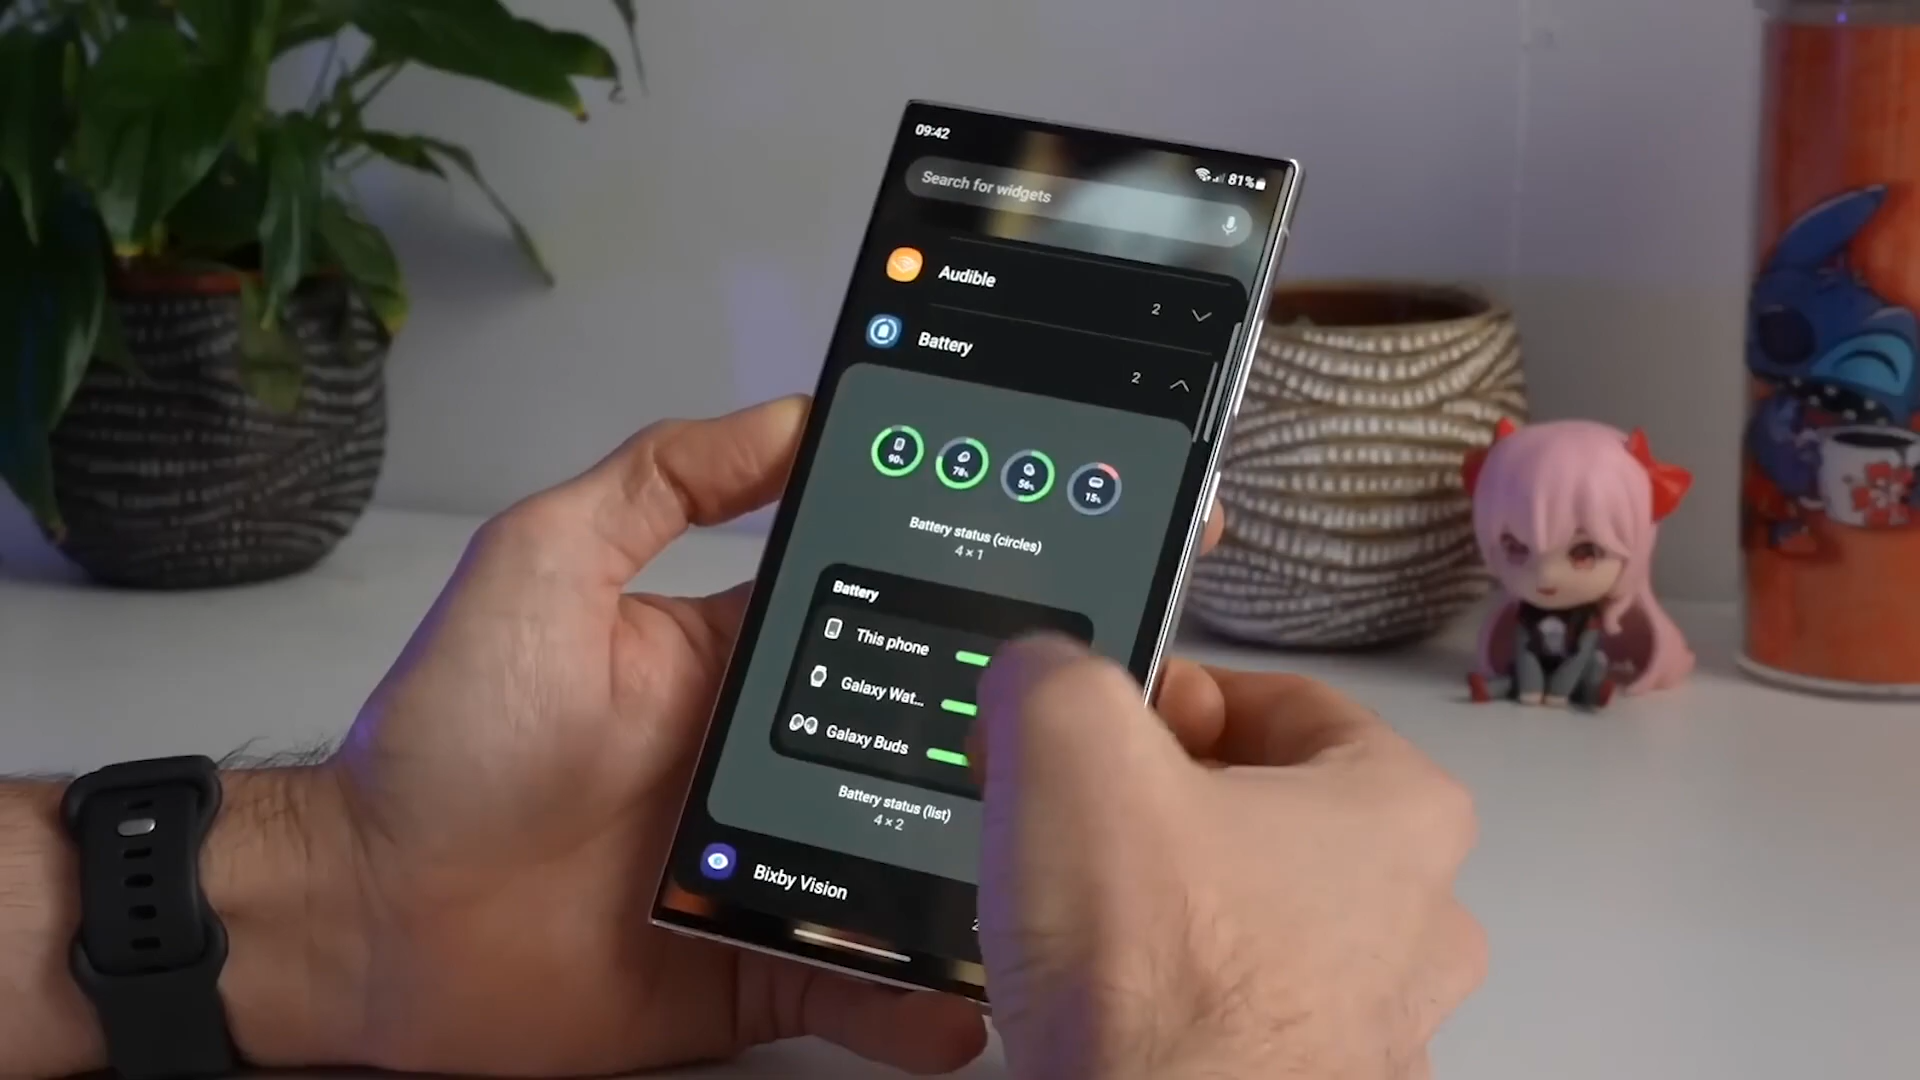 09:42
81%
Search for widgets
Audible
2
Battery
2
90%
78%
56%
15%
Battery status (circles)
4 × 1
Battery
This phone
Galaxy Wat...
Galaxy Buds
Battery status (list)
4 × 2
Bixby Vision
2